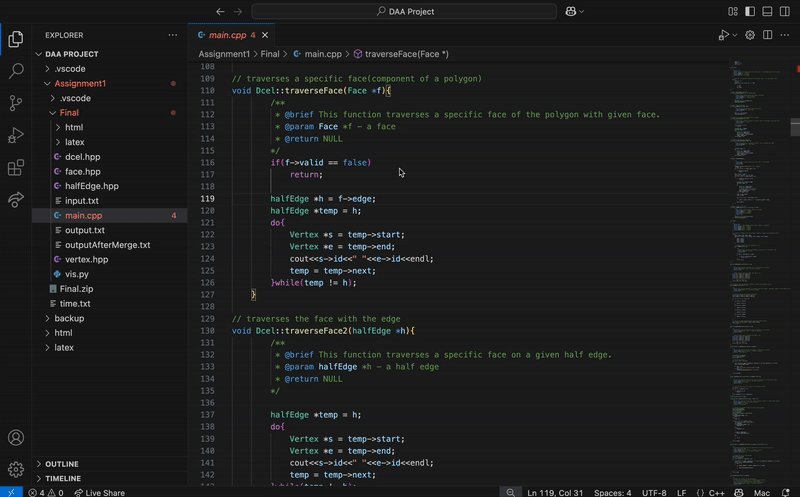 DAA Project
EXPLORER
main.cpp 4
DAA PROJECT
.vscode
Assignment1
.vscode
Final
html
latex
dcel.hpp
face.hpp
halfEdge.hpp
input.txt
main.cpp 4
output.txt
outputAfterMerge.txt
vertex.hpp
vis.py
Final.zip
time.txt
backup
html
latex
OUTLINE
TIMELINE
Assignment1 > Final > main.cpp > traverseFace(Face *)
108
109 // traverses a specific face(component of a polygon)
110 void Dcel::traverseFace(Face *f){
111 /**
112 * @brief This function traverses a specific face of the polygon with given face.
113 * @param Face *f – a face
114 * @return NULL
115 */
116 if(f->valid == false)
117 return;
118
119 halfEdge *h = f->edge;
120 halfEdge *temp = h;
121 do{
122 Vertex *s = temp->start;
123 Vertex *e = temp->end;
124 cout<<s->id<<" "<<e->id<<endl;
125 temp = temp->next;
126 }while(temp != h);
127 }
128
129 // traverses the face with the edge
130 void Dcel::traverseFace2(halfEdge *h){
131 /**
132 * @brief This function traverses a specific face on a given half edge.
133 * @param halfEdge *h – a half edge
134 * @return NULL
135 */
136
137 halfEdge *temp = h;
138 do{
139 Vertex *s = temp->start;
140 Vertex *e = temp->end;
141 cout<<s->id<<" "<<e->id<<endl;
142 temp = temp->next;
143 }while(temp != h);
4 0 Live Share Ln 119, Col 31 Spaces: 4 UTF-8 LF {} C++ Mac